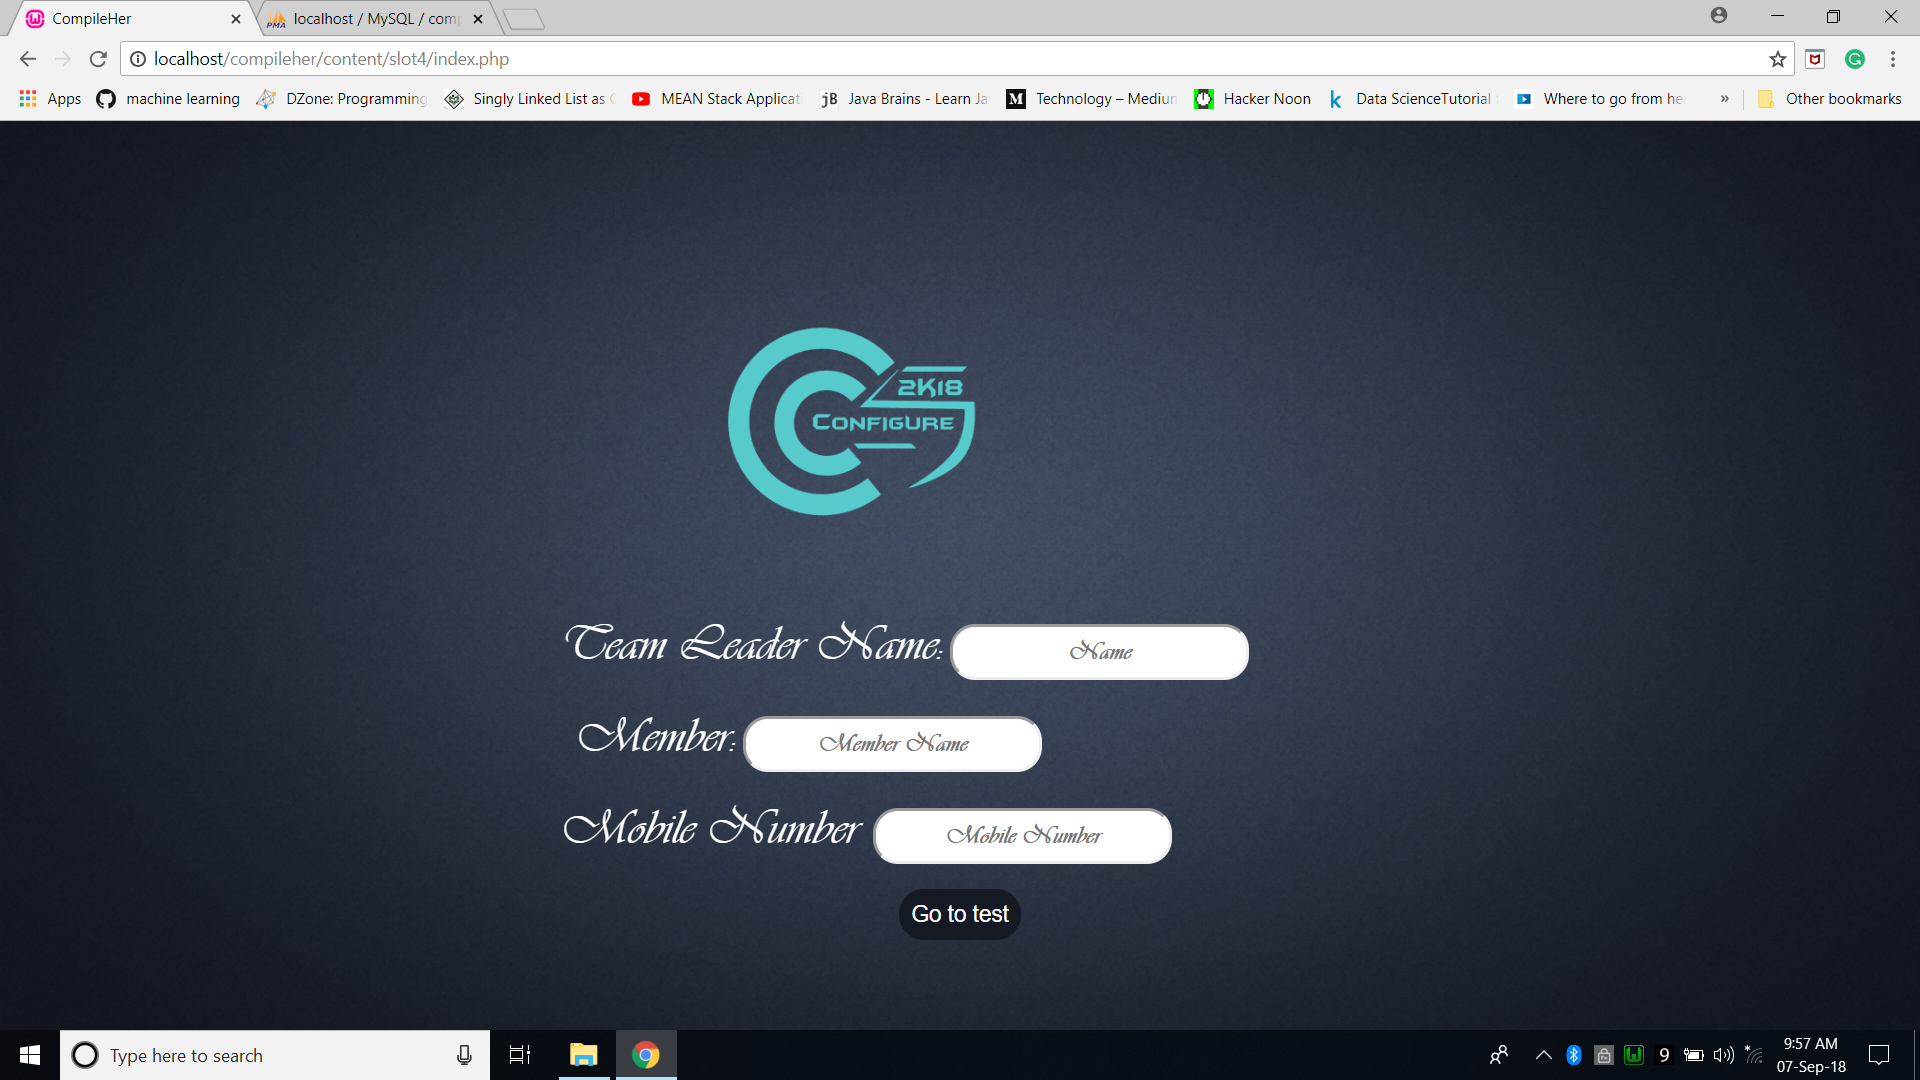 CompileHer
localhost / MySQL / comp
PMA
localhost/compileher/content/slot4/index.php
Apps
machine learning
DZone: Programming
Singly Linked List as
MEAN Stack Applicat
jB Java Brains - Learn Ja
M Technology – Medium
Hacker Noon
k Data ScienceTutorial
Where to go from he
»
Other bookmarks
2K18
CONFIGURE
Team Leader Name:
Name
Member:
Member Name
Mobile Number
Mobile Number
Go to test
Type here to search
9
9:57 AM
07-Sep-18